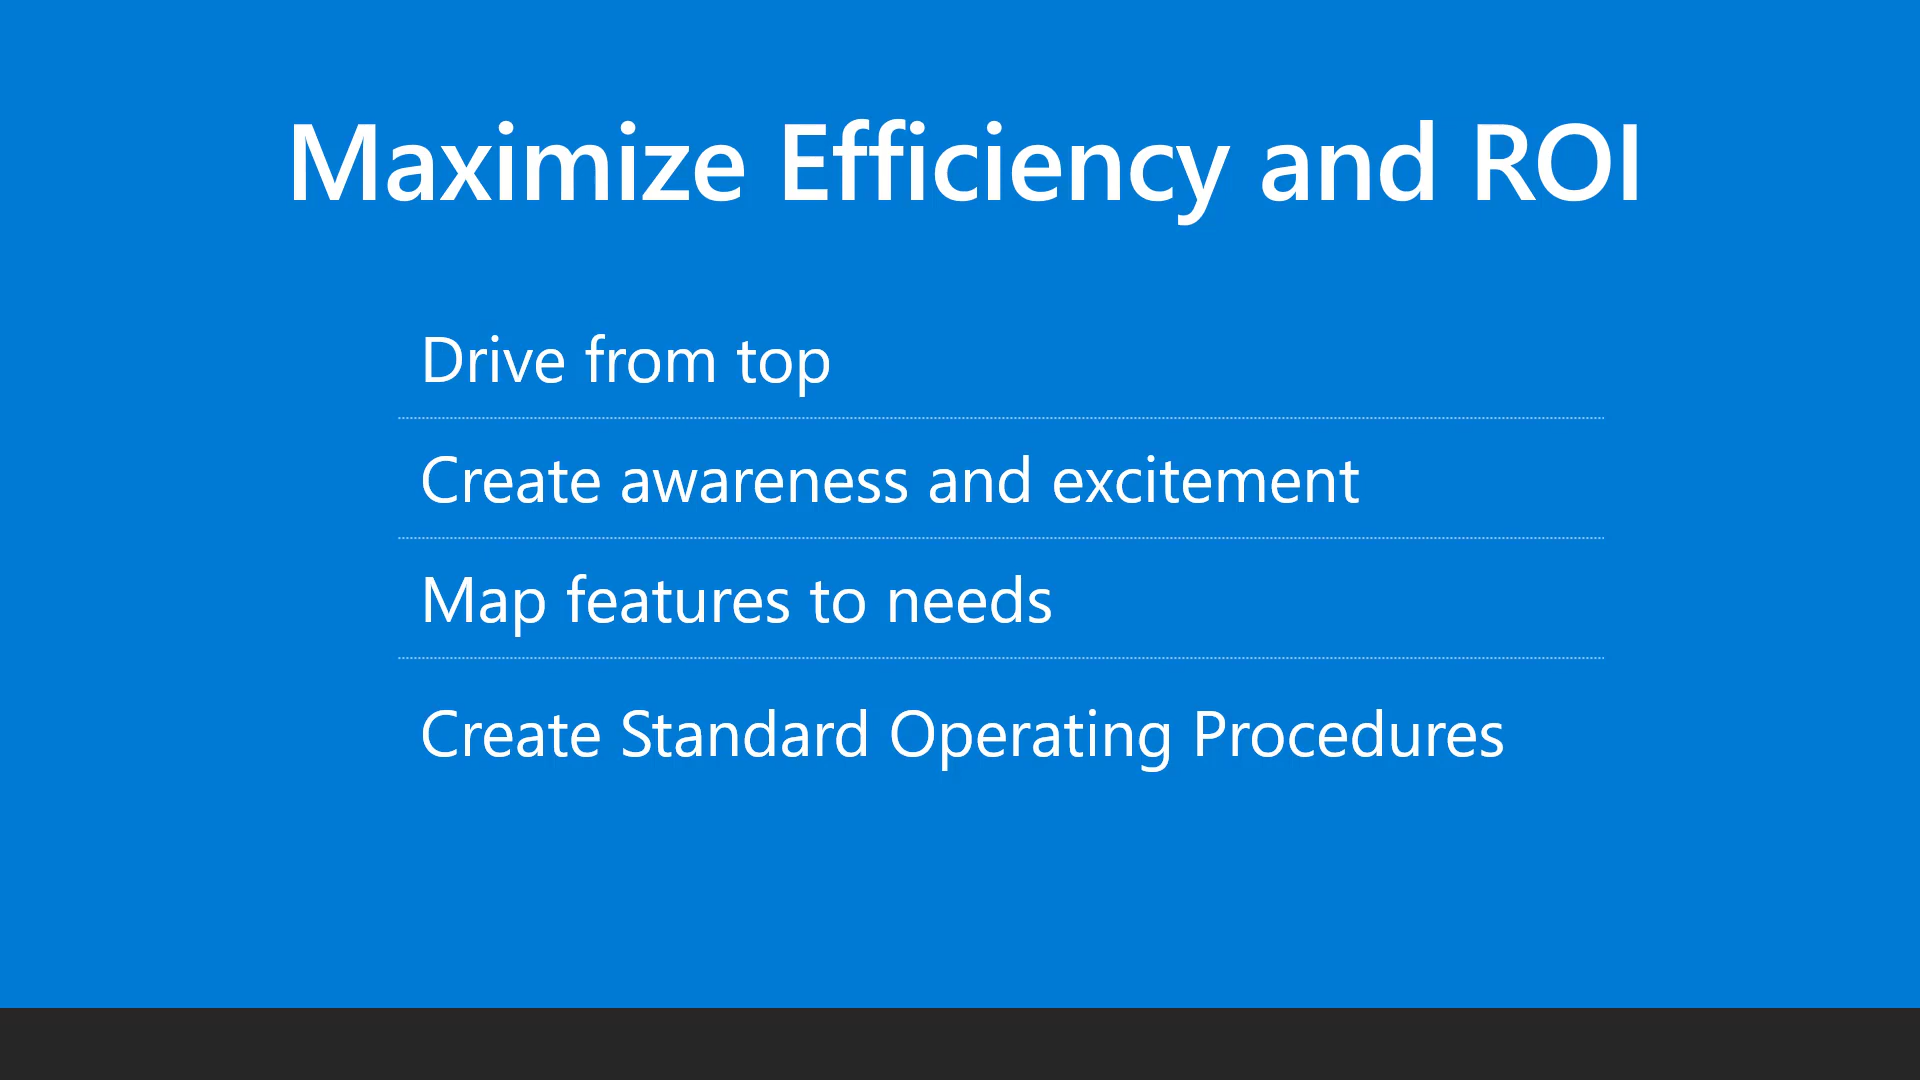 Maximize Efficiency and ROI
Drive from top
Create awareness and excitement
Map features to needs
Create Standard Operating Procedures